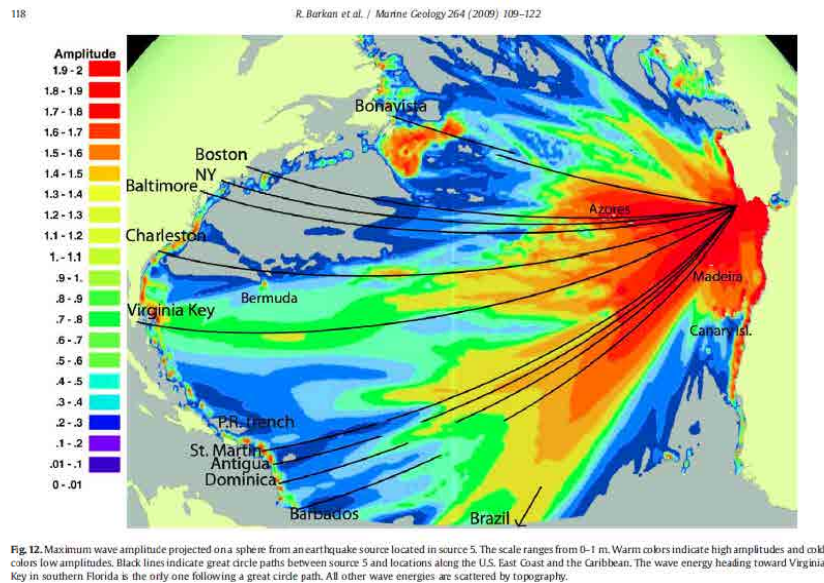 118
R. Barkan et al. / Marine Geology 264 (2009) 109–122
Amplitude
1.9 - 2
1.8 - 1.9
1.7 - 1.8
1.6 - 1.7
1.5 - 1.6
1.4 - 1.5
1.3 - 1.4
1.2 - 1.3
1.1 - 1.2
1. - 1.1
.9 - 1.
.8 - .9
.7 - .8
.6 - .7
.5 - .6
.4 - .5
.3 - .4
.2 - .3
.1 - .2
.01 - .1
0 - .01
Bonavista
Boston
NY
Baltimore
Azores
Charleston
Madeira
Bermuda
Virginia Key
Canary Isl.
P.R. trench
St. Martin
Antigua
Dominica
Barbados
Brazil
Fig. 12. Maximum wave amplitude projected on a sphere from an earthquake source located in source 5. The scale ranges from 0–1 m. Warm colors indicate high amplitudes and cold
colors low amplitudes. Black lines indicate great circle paths between source 5 and locations along the U.S. East Coast and the Caribbean. The wave energy heading toward Virginia
Key in southern Florida is the only one following a great circle path. All other wave energies are scattered by topography.